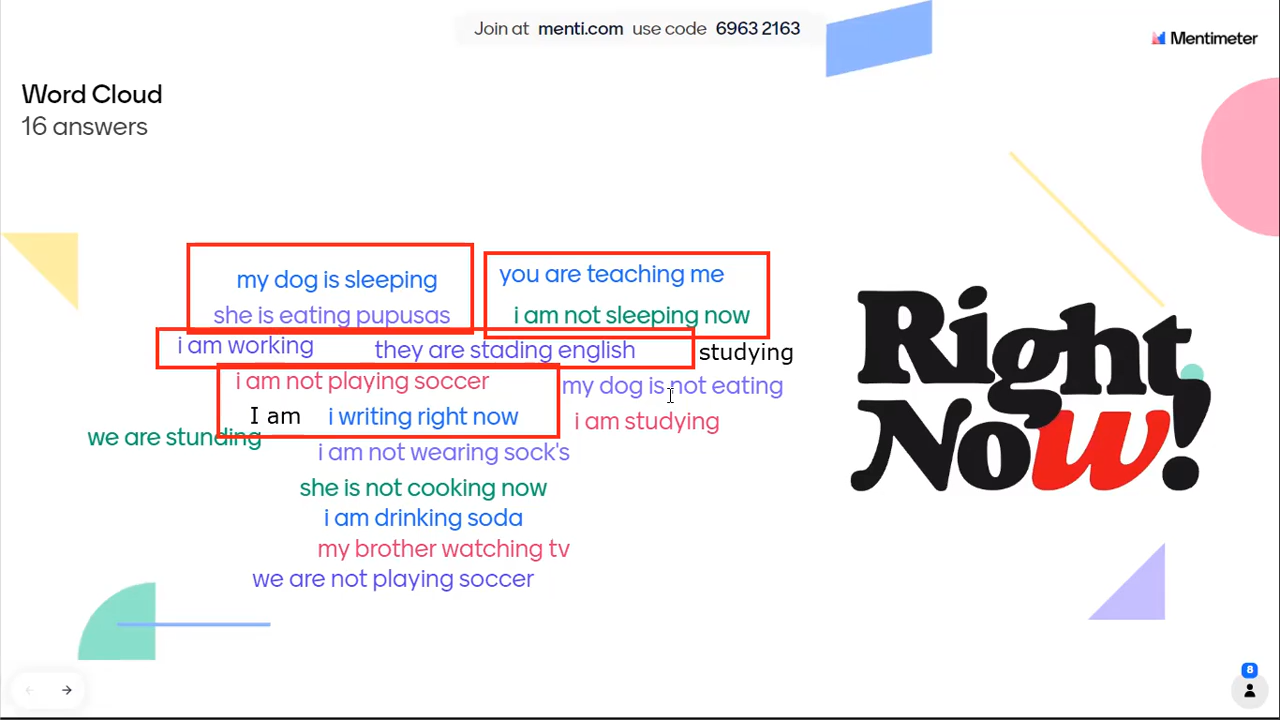 Join at menti.com use code 6963 2163
Mentimeter
Word Cloud
16 answers
my dog is sleeping
you are teaching me
she is eating pupusas
i am not sleeping now
i am working
they are stading english
studying
i am not playing soccer
my dog is not eating
I am
i writing right now
i am studying
we are stunding
i am not wearing sock's
she is not cooking now
i am drinking soda
my brother watching tv
we are not playing soccer
Right
Now!
8